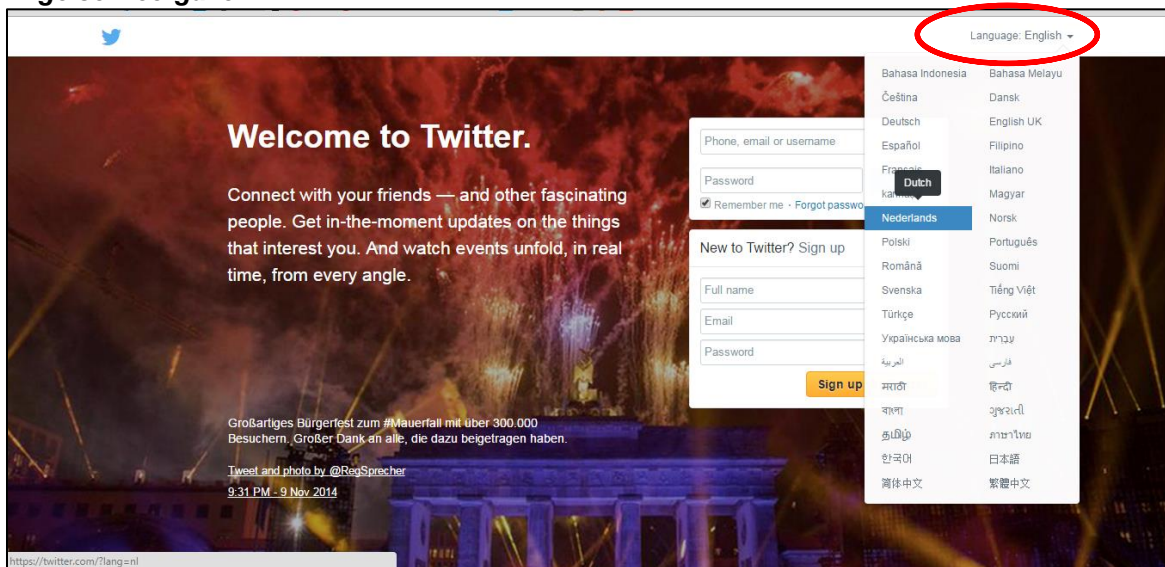 Language: English
Bahasa Indonesia Bahasa Melayu
Čeština Dansk
Deutsch English UK
Español Filipino
Français Italiano
Magyar
Dutch
Nederlands Norsk
Polski Português
Română Suomi
Svenska Tiếng Việt
Türkçe Русский
Українська мова עִבְרִית
العربية فارسی
मराठी हिन्दी
বাংলা ગુજરાતી
தமிழ் ภาษาไทย
한국어 日本語
简体中文 繁體中文
Welcome to Twitter.
Connect with your friends — and other fascinating
people. Get in-the-moment updates on the things
that interest you. And watch events unfold, in real
time, from every angle.
Phone, email or username
Password
Remember me · Forgot passwo
New to Twitter? Sign up
Full name
Email
Password
Sign up
Großartiges Bürgerfest zum #Mauerfall mit über 300.000
Besuchern. Großer Dank an alle, die dazu beigetragen haben.
Tweet and photo by @RegSprecher
9:31 PM - 9 Nov 2014
https://twitter.com/?lang=nl